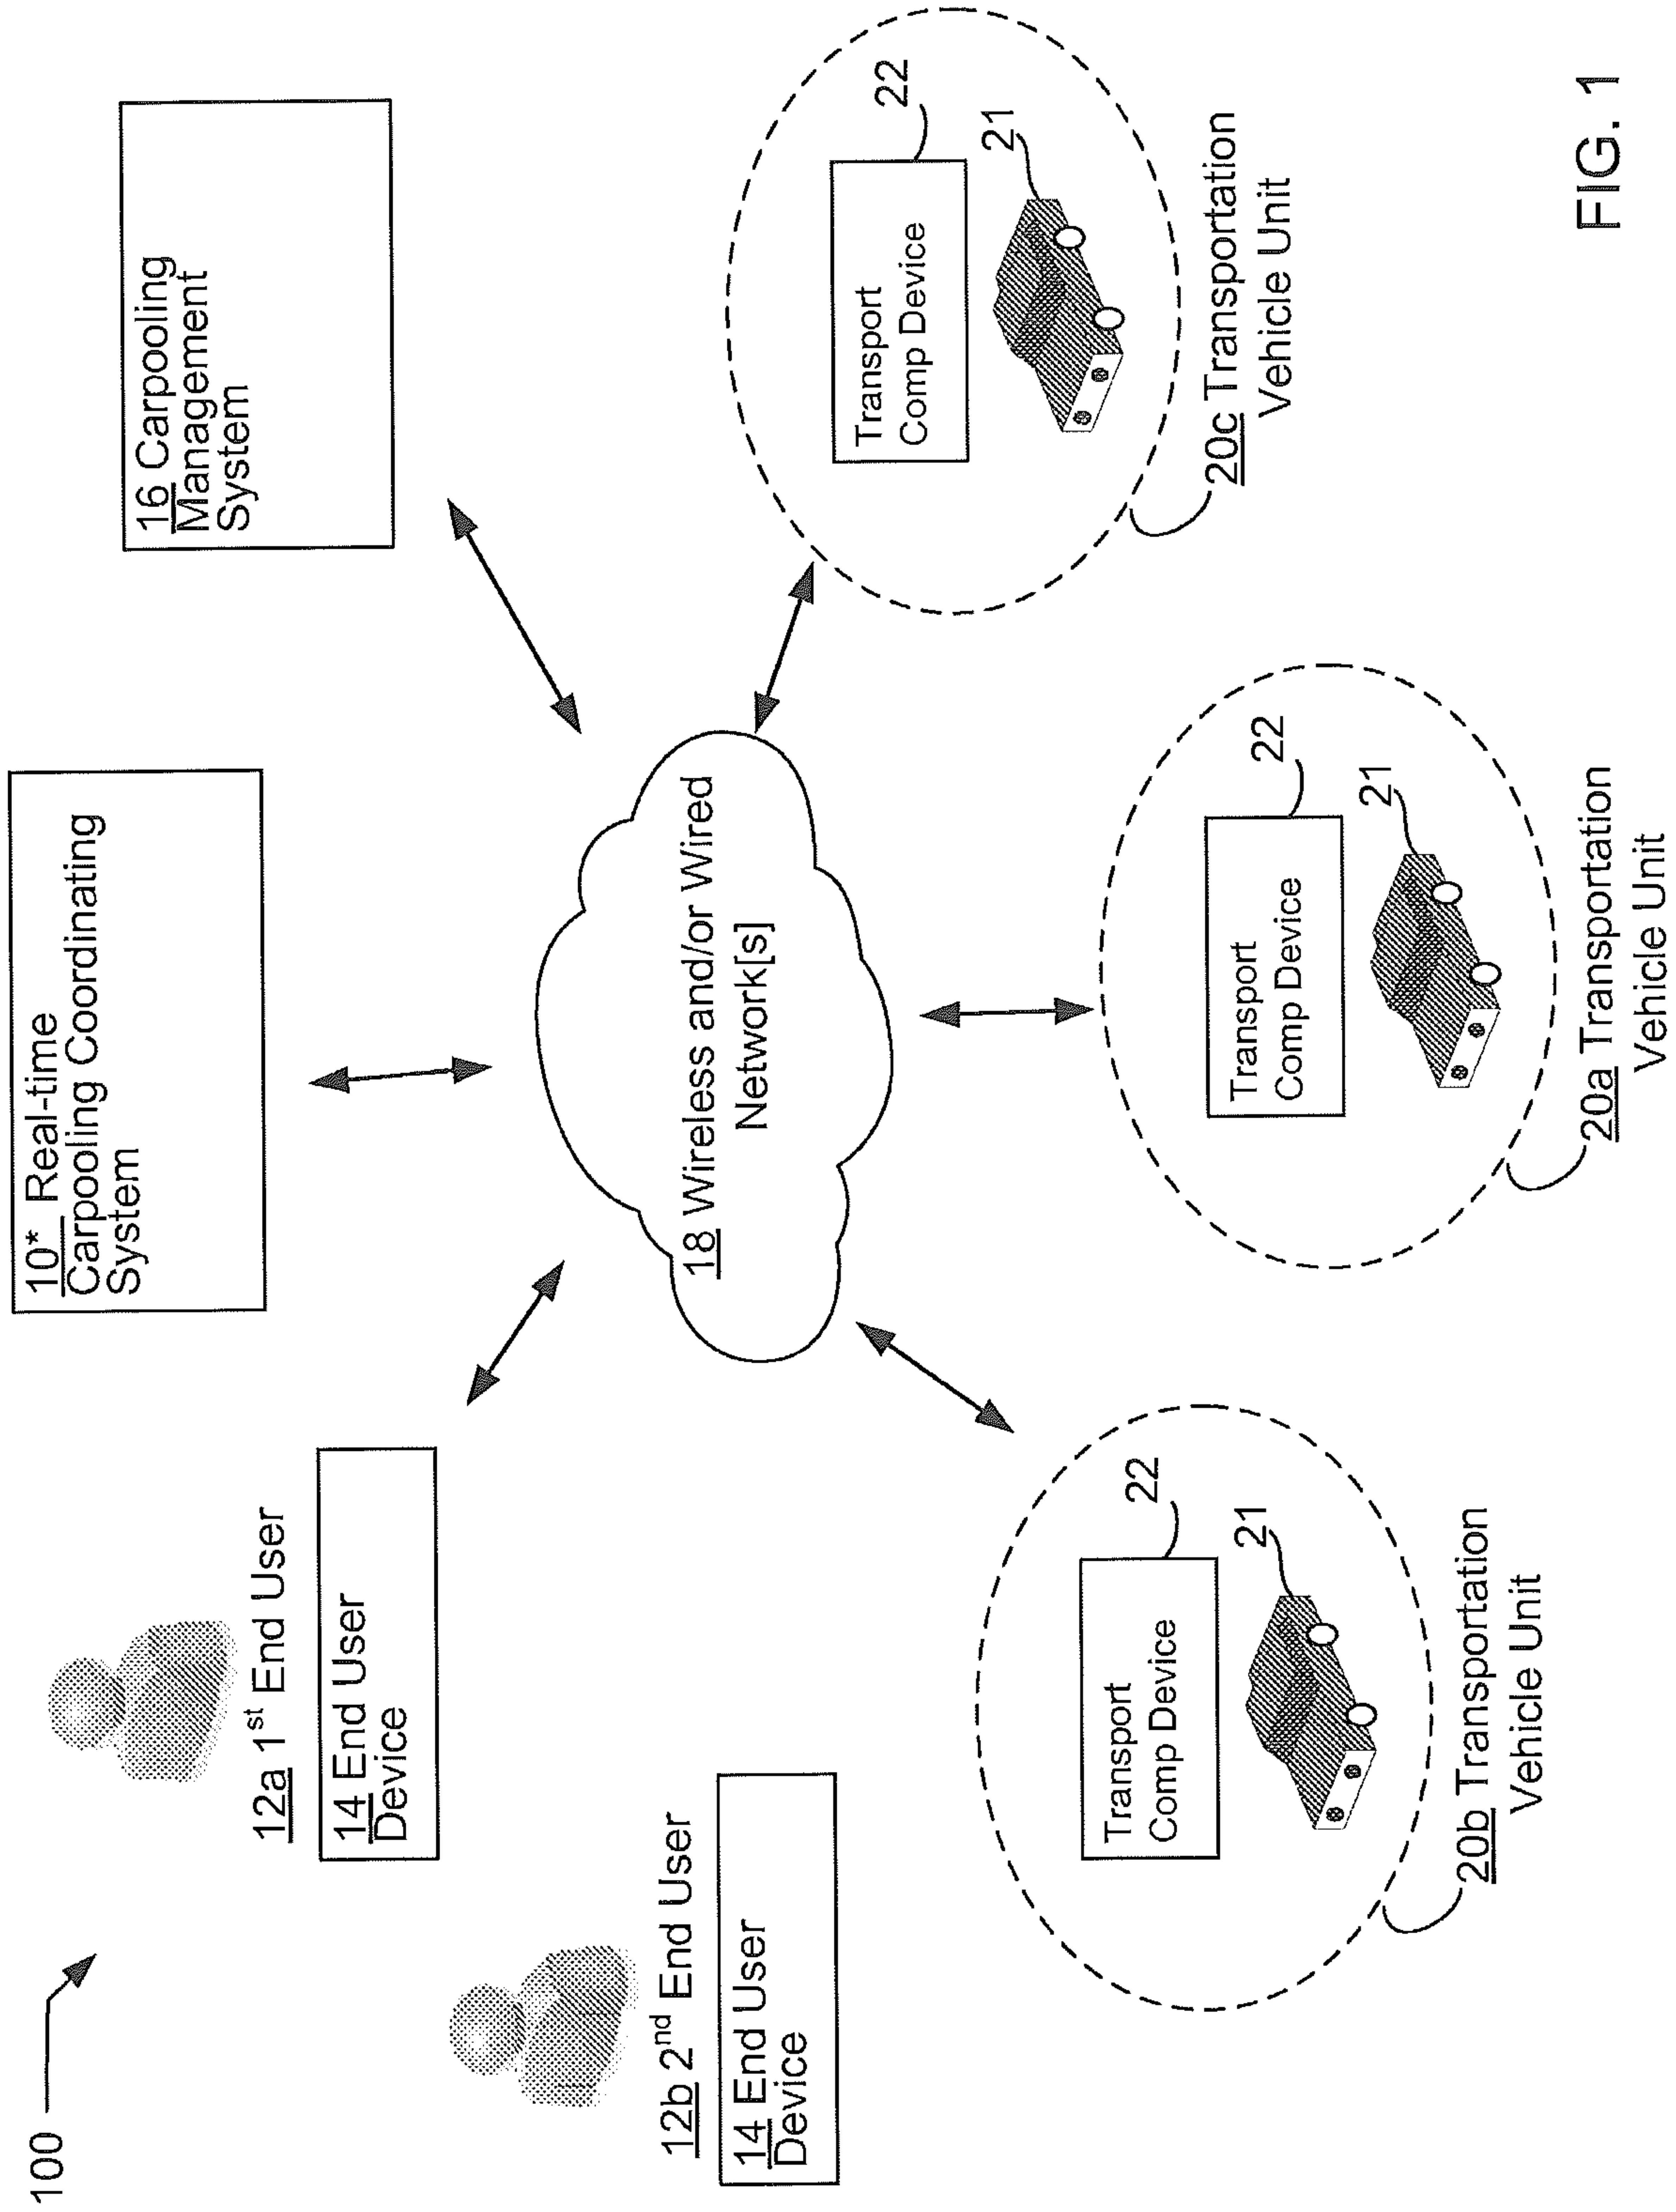 100
12a 1st End User
14 End User
Device
12b 2nd End User
14 End User
Device
10* Real-time
Carpooling Coordinating
System
16 Carpooling
Management
System
18 Wireless and/or Wired
Network[s]
22
Transport
Comp Device
21
20b Transportation
Vehicle Unit
22
Transport
Comp Device
21
20a Transportation
Vehicle Unit
22
Transport
Comp Device
21
20c Transportation
Vehicle Unit
FIG. 1